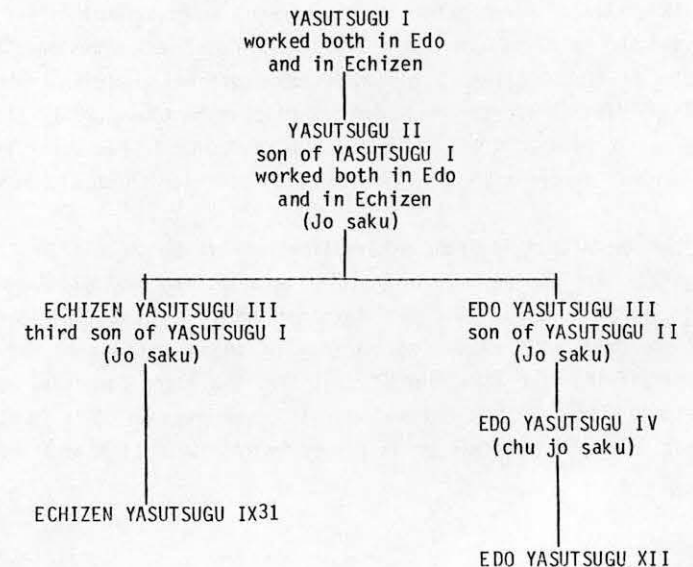 YASUTSUGU I
worked both in Edo
and in Echizen
YASUTSUGU II
son of YASUTSUGU I
worked both in Edo
and in Echizen
(Jo saku)
ECHIZEN YASUTSUGU III
third son of YASUTSUGU I
(Jo saku)
EDO YASUTSUGU III
son of YASUTSUGU II
(Jo saku)
EDO YASUTSUGU IV
(chu jo saku)
ECHIZEN YASUTSUGU IX31
EDO YASUTSUGU XII